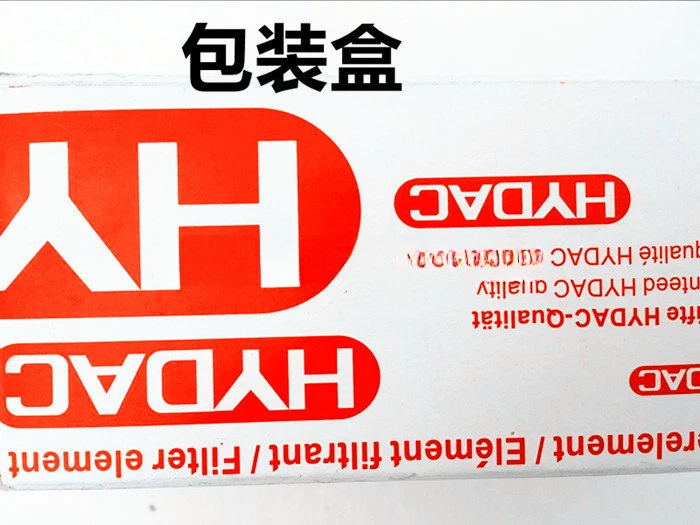 包装盒
HY
HYDAC
HYDAC
qualité HYDAC
nteed HYDAC quality
ifte HYDAC-Qualität
HYDAC
erelement / Elément filtrant / Filter element